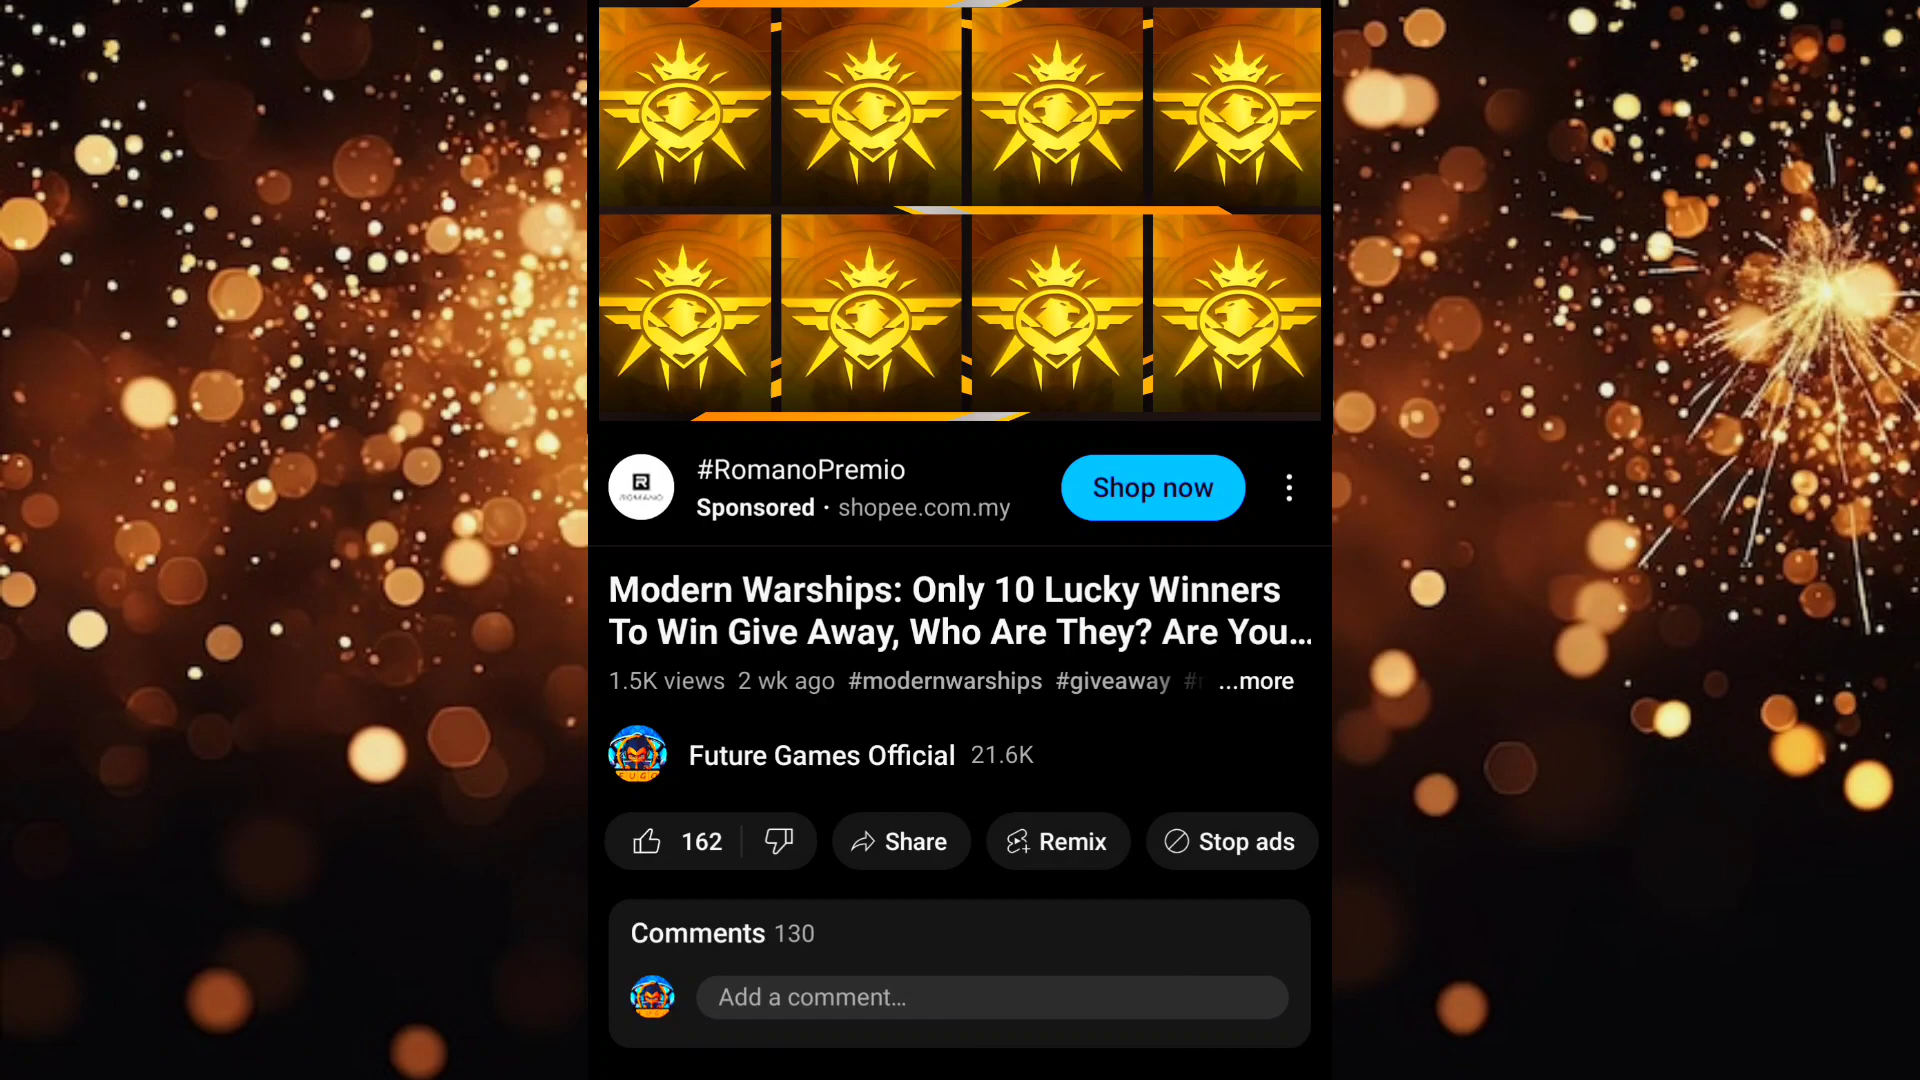 R
ROMANO
#RomanoPremio
Sponsored · shopee.com.my
Shop now
Modern Warships: Only 10 Lucky Winners
To Win Give Away, Who Are They? Are You...
1.5K views 2 wk ago #modernwarships #giveaway # ...more
FUGO
Future Games Official 21.6K
162
Share
Remix
Stop ads
Comments 130
Add a comment...